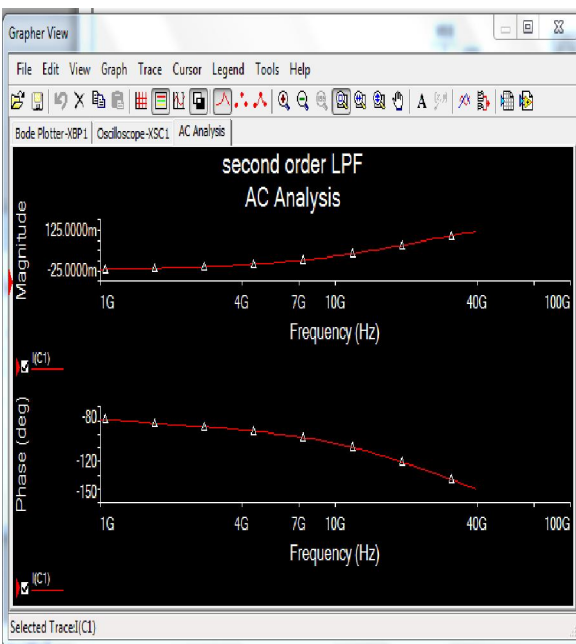 Grapher View
File Edit View Graph Trace Cursor Legend Tools Help
Bode Plotter-XBP1 Oscilloscope-XSC1 AC Analysis
second order LPF
AC Analysis
Magnitude
125.0000m
-25.0000m
1G 4G 7G 10G 40G 100G
Frequency (Hz)
I(C1)
Phase (deg)
-80
-120
-150
1G 4G 7G 10G 40G 100G
Frequency (Hz)
I(C1)
Selected Trace:I(C1)